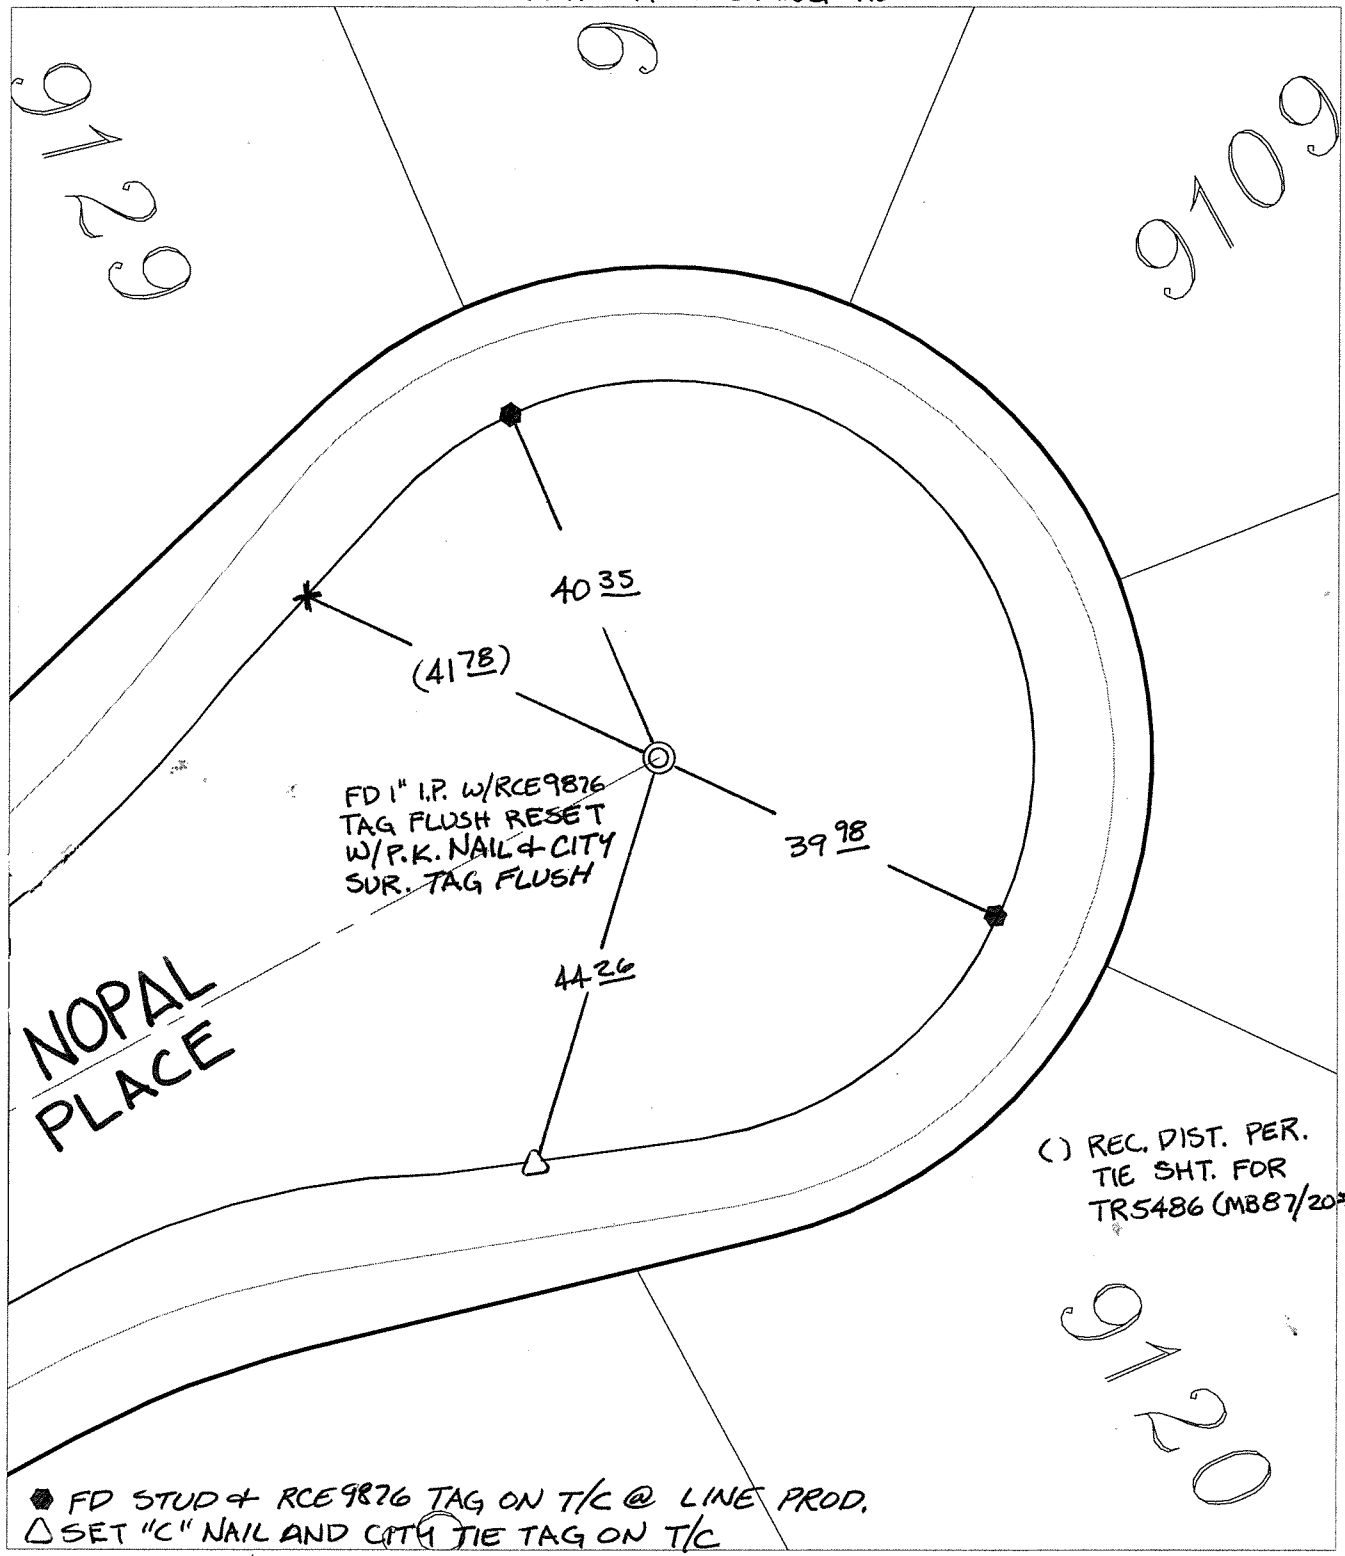 9129
9
9109
40 35
(41 78)
FD 1" I.P. W/RCE9876
TAG FLUSH RESET
W/P.K. NAIL & CITY
SUR. TAG FLUSH
39 98
44 26
NOPAL
PLACE
( ) REC. DIST. PER.
TIE SHT. FOR
TR5486 (MB87/20
9120
FD STUD & RCE9876 TAG ON T/C @ LINE PROD.
SET "C" NAIL AND CITY TIE TAG ON T/C